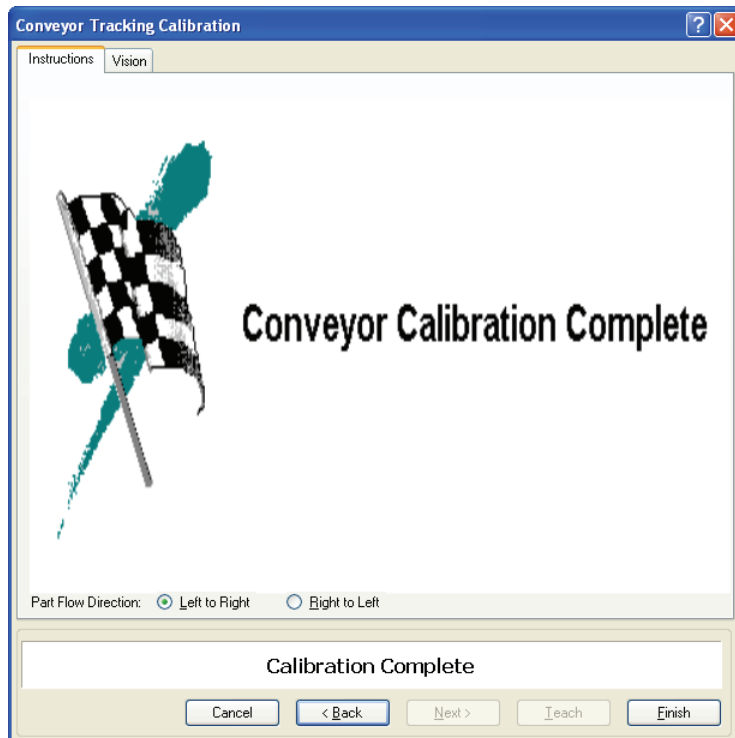 Conveyor Tracking Calibration
Instructions Vision
Conveyor Calibration Complete
Part Flow Direction: Left to Right Right to Left
Calibration Complete
Cancel < Back Next > Teach Finish